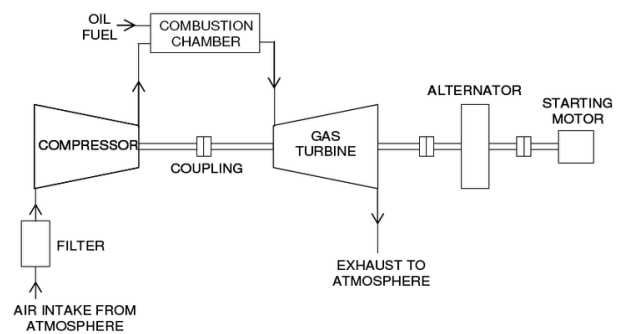 OIL
FUEL
COMBUSTION
CHAMBER
COMPRESSOR
COUPLING
GAS
TURBINE
ALTERNATOR
STARTING
MOTOR
FILTER
EXHAUST TO
ATMOSPHERE
AIR INTAKE FROM
ATMOSPHERE